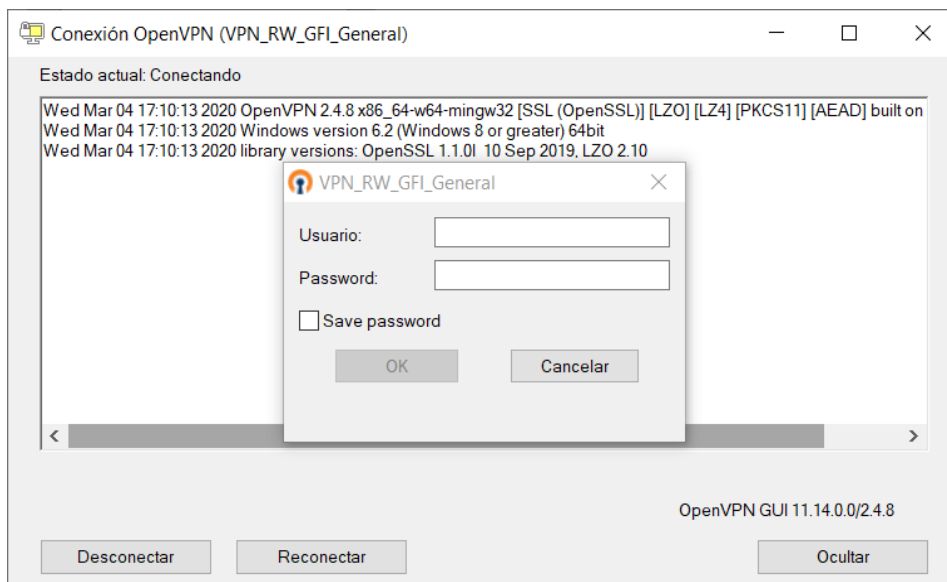 Conexión OpenVPN (VPN_RW_GFI_General)
Estado actual: Conectando
Wed Mar 04 17:10:13 2020 OpenVPN 2.4.8 x86_64-w64-mingw32 [SSL (OpenSSL)] [LZO] [LZ4] [PKCS11] [AEAD] built on
Wed Mar 04 17:10:13 2020 Windows version 6.2 (Windows 8 or greater) 64bit
Wed Mar 04 17:10:13 2020 library versions: OpenSSL 1.1.0l 10 Sep 2019, LZO 2.10
VPN_RW_GFI_General
Usuario:
Password:
Save password
OK Cancelar
OpenVPN GUI 11.14.0.0/2.4.8
Desconectar Reconectar Ocultar